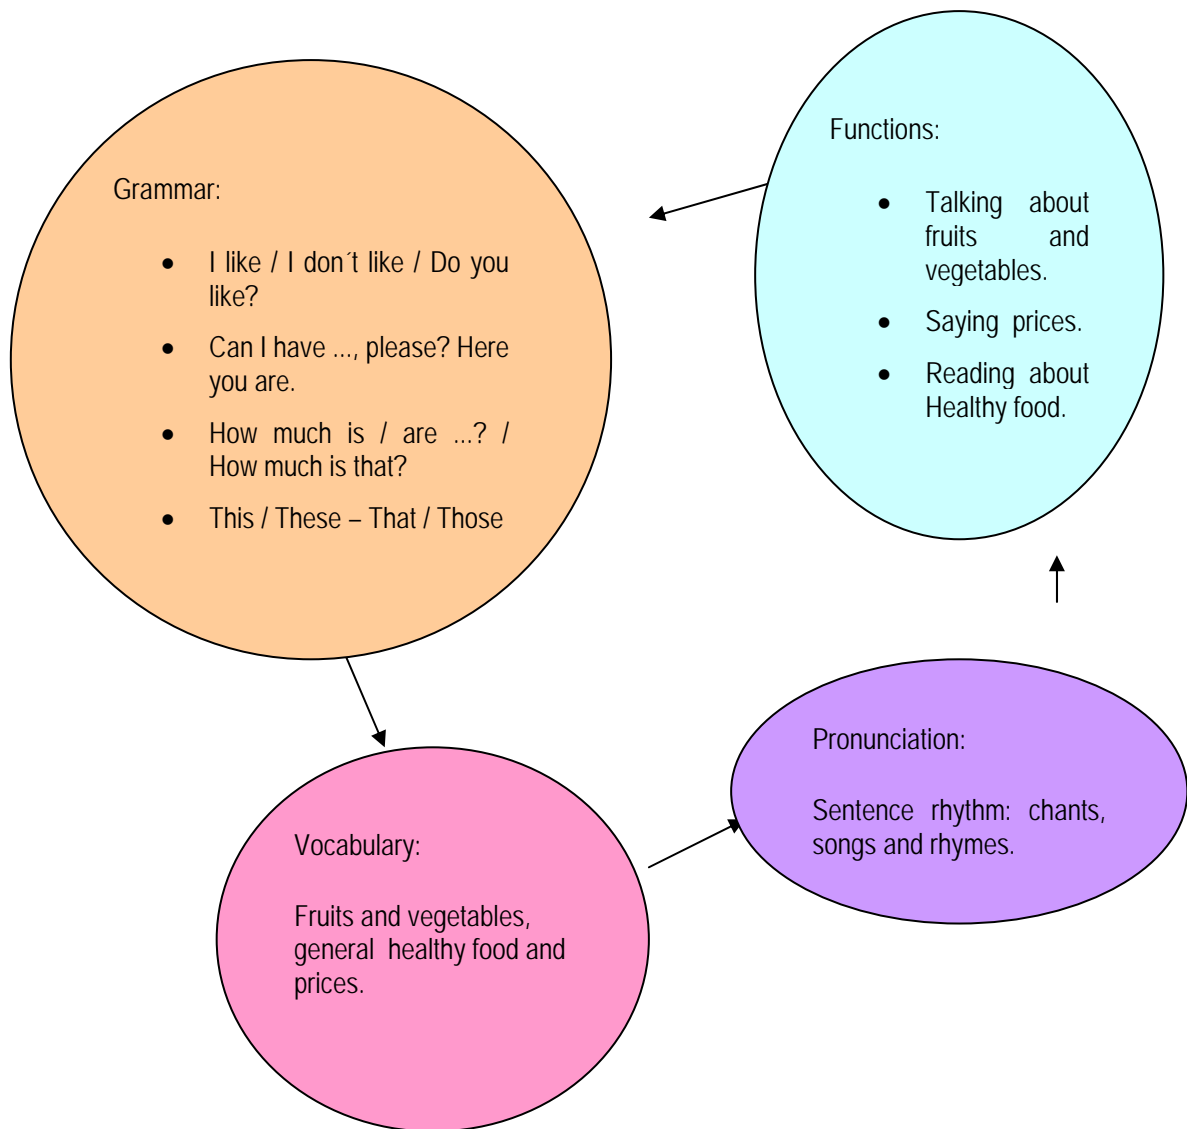 Functions:
• Talking about
fruits and
vegetables.
• Saying prices.
• Reading about
Healthy food.
Grammar:
• I like / I don´t like / Do you
like?
• Can I have ..., please? Here
you are.
• How much is / are ...? /
How much is that?
• This / These – That / Those
Pronunciation:
Sentence rhythm: chants,
songs and rhymes.
Vocabulary:
Fruits and vegetables,
general healthy food and
prices.